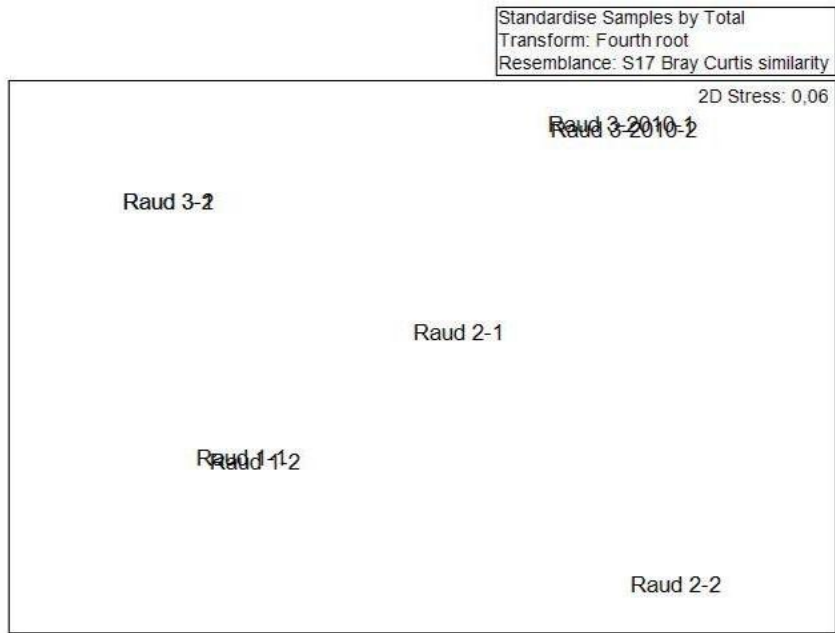 Standardise Samples by Total
Transform: Fourth root
Resemblance: S17 Bray Curtis similarity
2D Stress: 0,06
Raud 3-2010-1
Raud 3-2010-2
Raud 3-1
Raud 3-2
Raud 2-1
Raud 1-1
Raud 1-2
Raud 2-2